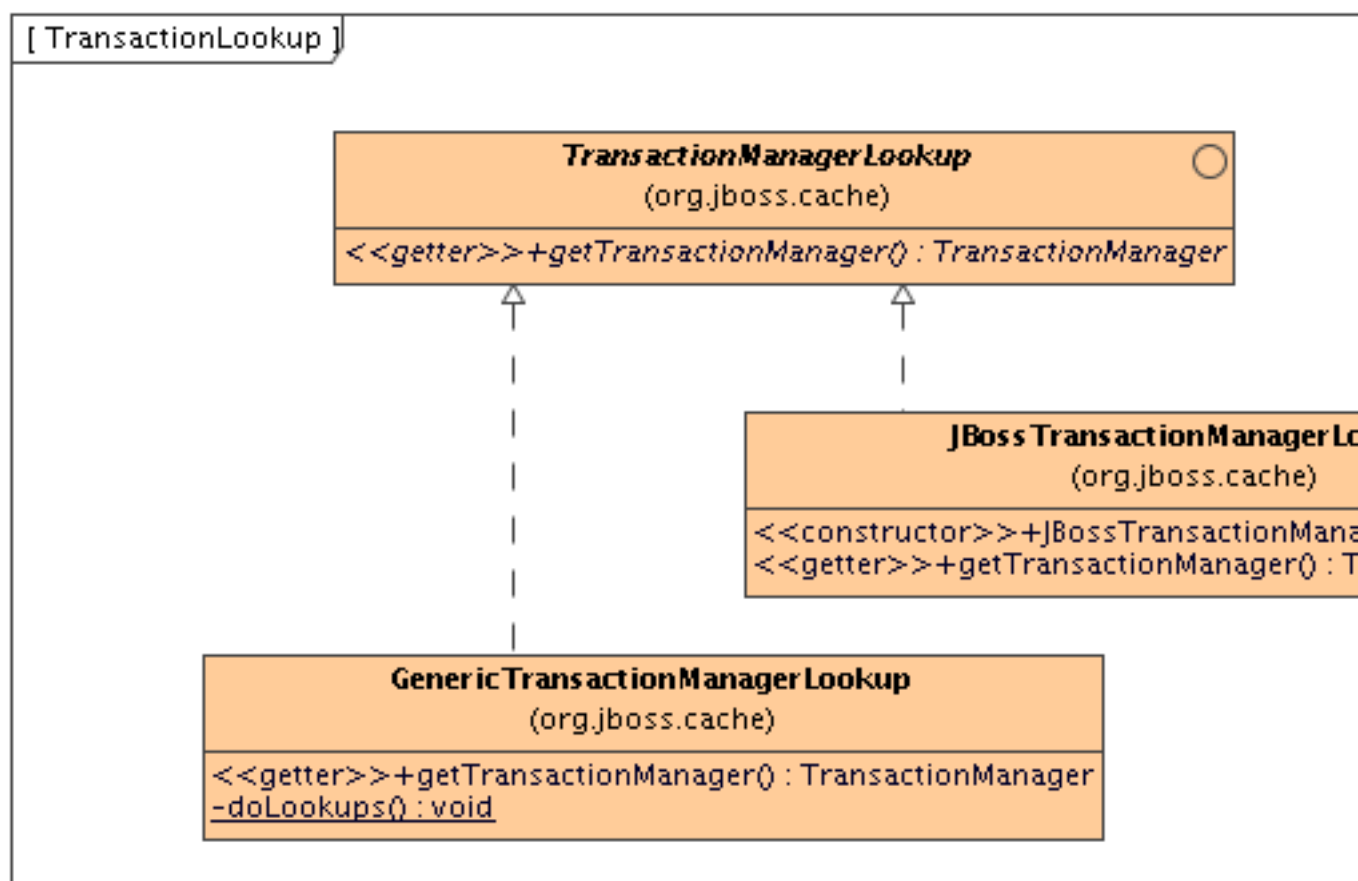 [ TransactionLookup ]
TransactionManagerLookup
(org.jboss.cache)
<<getter>>+getTransactionManager() : TransactionManager
JBossTransactionManagerLo
(org.jboss.cache)
<<constructor>>+JBossTransactionMana
<<getter>>+getTransactionManager() : T
GenericTransactionManagerLookup
(org.jboss.cache)
<<getter>>+getTransactionManager() : TransactionManager
-doLookups() : void